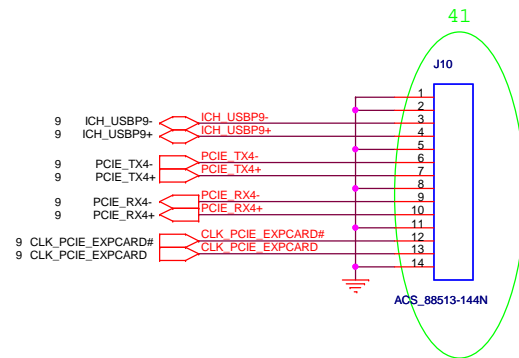 41
J10
1
2
9 ICH_USBP9- ICH_USBP9- 3
9 ICH_USBP9+ ICH_USBP9+ 4
5
9 PCIE_TX4- PCIE_TX4- 6
9 PCIE_TX4+ PCIE_TX4+ 7
8
9 PCIE_RX4- PCIE_RX4- 9
9 PCIE_RX4+ PCIE_RX4+ 10
11
9 CLK_PCIE_EXPCARD# CLK_PCIE_EXPCARD# 12
9 CLK_PCIE_EXPCARD CLK_PCIE_EXPCARD 13
14
ACS_88513-144N